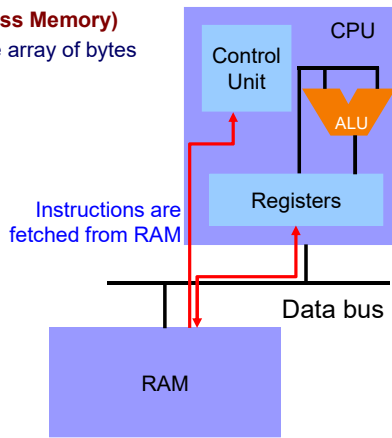 ss Memory)
array of bytes
CPU
Control
Unit
ALU
Registers
Instructions are
fetched from RAM
Data bus
RAM